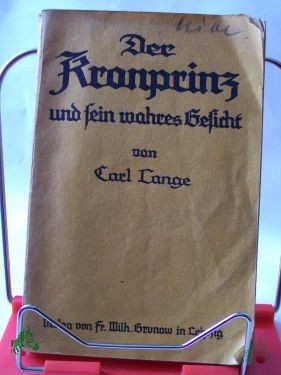 Der
Kronprinz
und sein wahres Gesicht
von
Carl Lange
Verlag von Fr. Wilh. Grunow in Leipzig